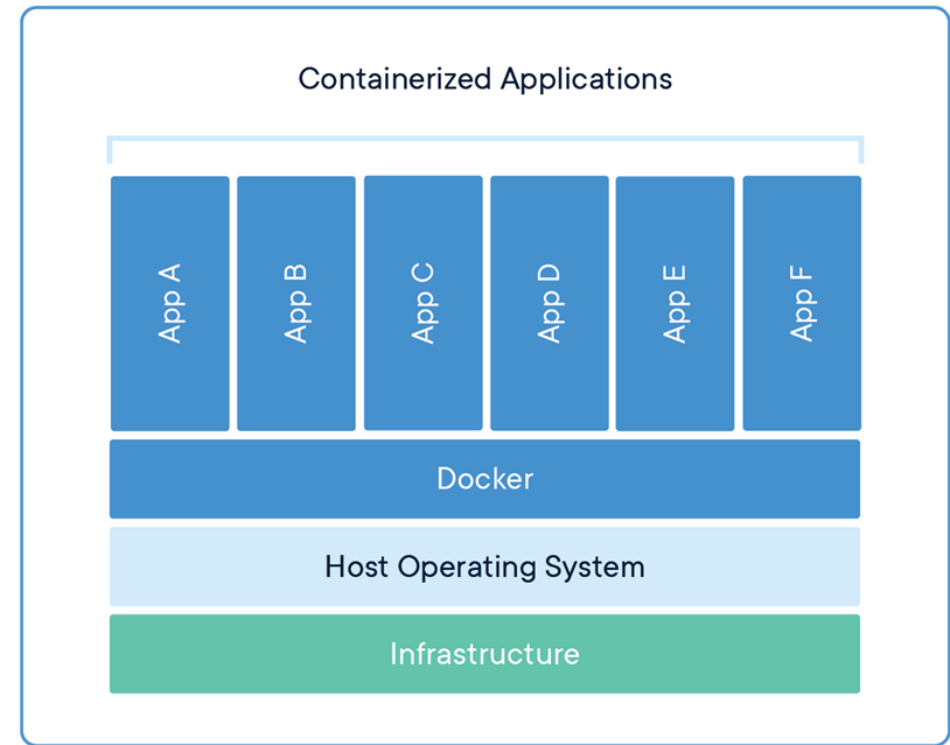 Containerized Applications
App A
App B
App C
App D
App E
App F
Docker
Host Operating System
Infrastructure